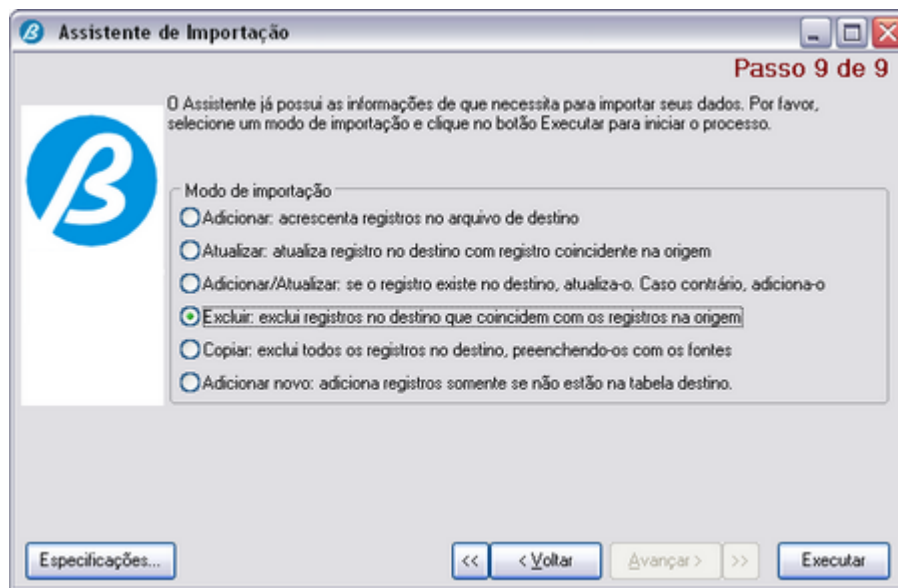 Assistente de Importação
Passo 9 de 9
O Assistente já possui as informações de que necessita para importar seus dados. Por favor,
selecione um modo de importação e clique no botão Executar para iniciar o processo.
Modo de importação
Adicionar: acrescenta registros no arquivo de destino
Atualizar: atualiza registro no destino com registro coincidente na origem
Adicionar/Atualizar: se o registro existe no destino, atualiza-o. Caso contrário, adiciona-o
Excluir: exclui registros no destino que coincidem com os registros na origem
Copiar: exclui todos os registros no destino, preenchendo-os com os fontes
Adicionar novo: adiciona registros somente se não estão na tabela destino.
Especificações... << < Voltar Avançar > >> Executar